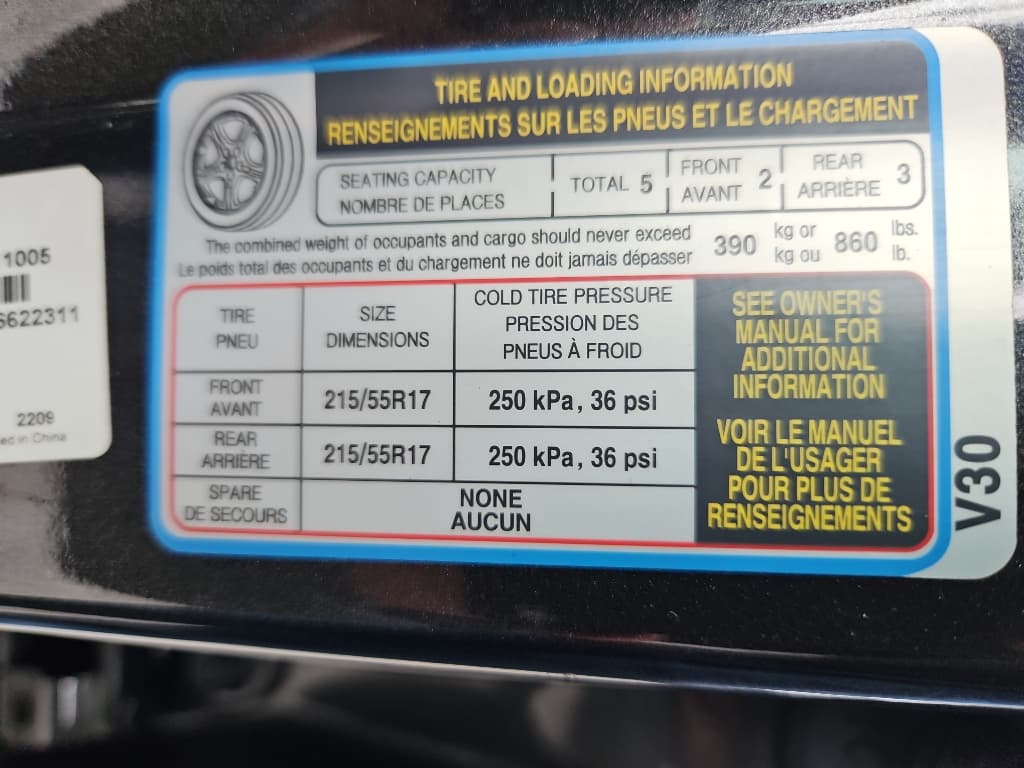 TIRE AND LOADING INFORMATION
RENSEIGNEMENTS SUR LES PNEUS ET LE CHARGEMENT
SEATING CAPACITY
NOMBRE DE PLACES
TOTAL 5
FRONT
AVANT
2
REAR
ARRIÈRE
3
The combined weight of occupants and cargo should never exceed
Le poids total des occupants et du chargement ne doit jamais dépasser
390
kg or
kg ou
860
lbs.
lb.
TIRE
PNEU
SIZE
DIMENSIONS
COLD TIRE PRESSURE
PRESSION DES
PNEUS À FROID
FRONT
AVANT
215/55R17
250 kPa, 36 psi
REAR
ARRIÈRE
215/55R17
250 kPa, 36 psi
SPARE
DE SECOURS
NONE
AUCUN
SEE OWNER'S
MANUAL FOR
ADDITIONAL
INFORMATION
VOIR LE MANUEL
DE L'USAGER
POUR PLUS DE
RENSEIGNEMENTS
V30
1005
6622311
2209
ed in China